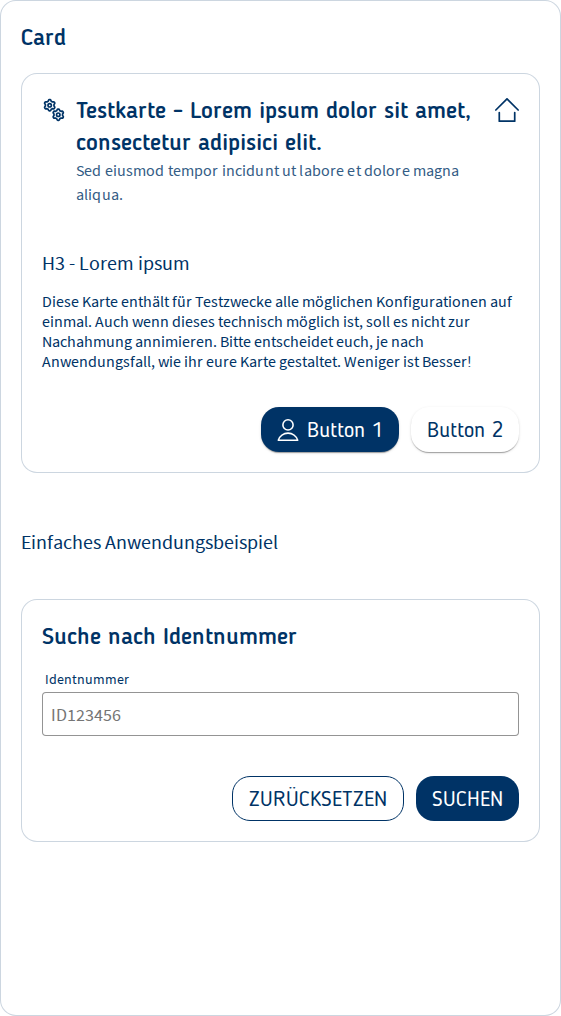 Card
Testkarte – Lorem ipsum dolor sit amet,
consectetur adipisici elit.
Sed eiusmod tempor incidunt ut labore et dolore magna
aliqua.
H3 - Lorem ipsum
Diese Karte enthält für Testzwecke alle möglichen Konfigurationen auf
einmal. Auch wenn dieses technisch möglich ist, soll es nicht zur
Nachahmung annimieren. Bitte entscheidet euch, je nach
Anwendungsfall, wie ihr eure Karte gestaltet. Weniger ist Besser!
Button 1 Button 2
Einfaches Anwendungsbeispiel
Suche nach Identnummer
Identnummer
ID123456
ZURÜCKSETZEN SUCHEN